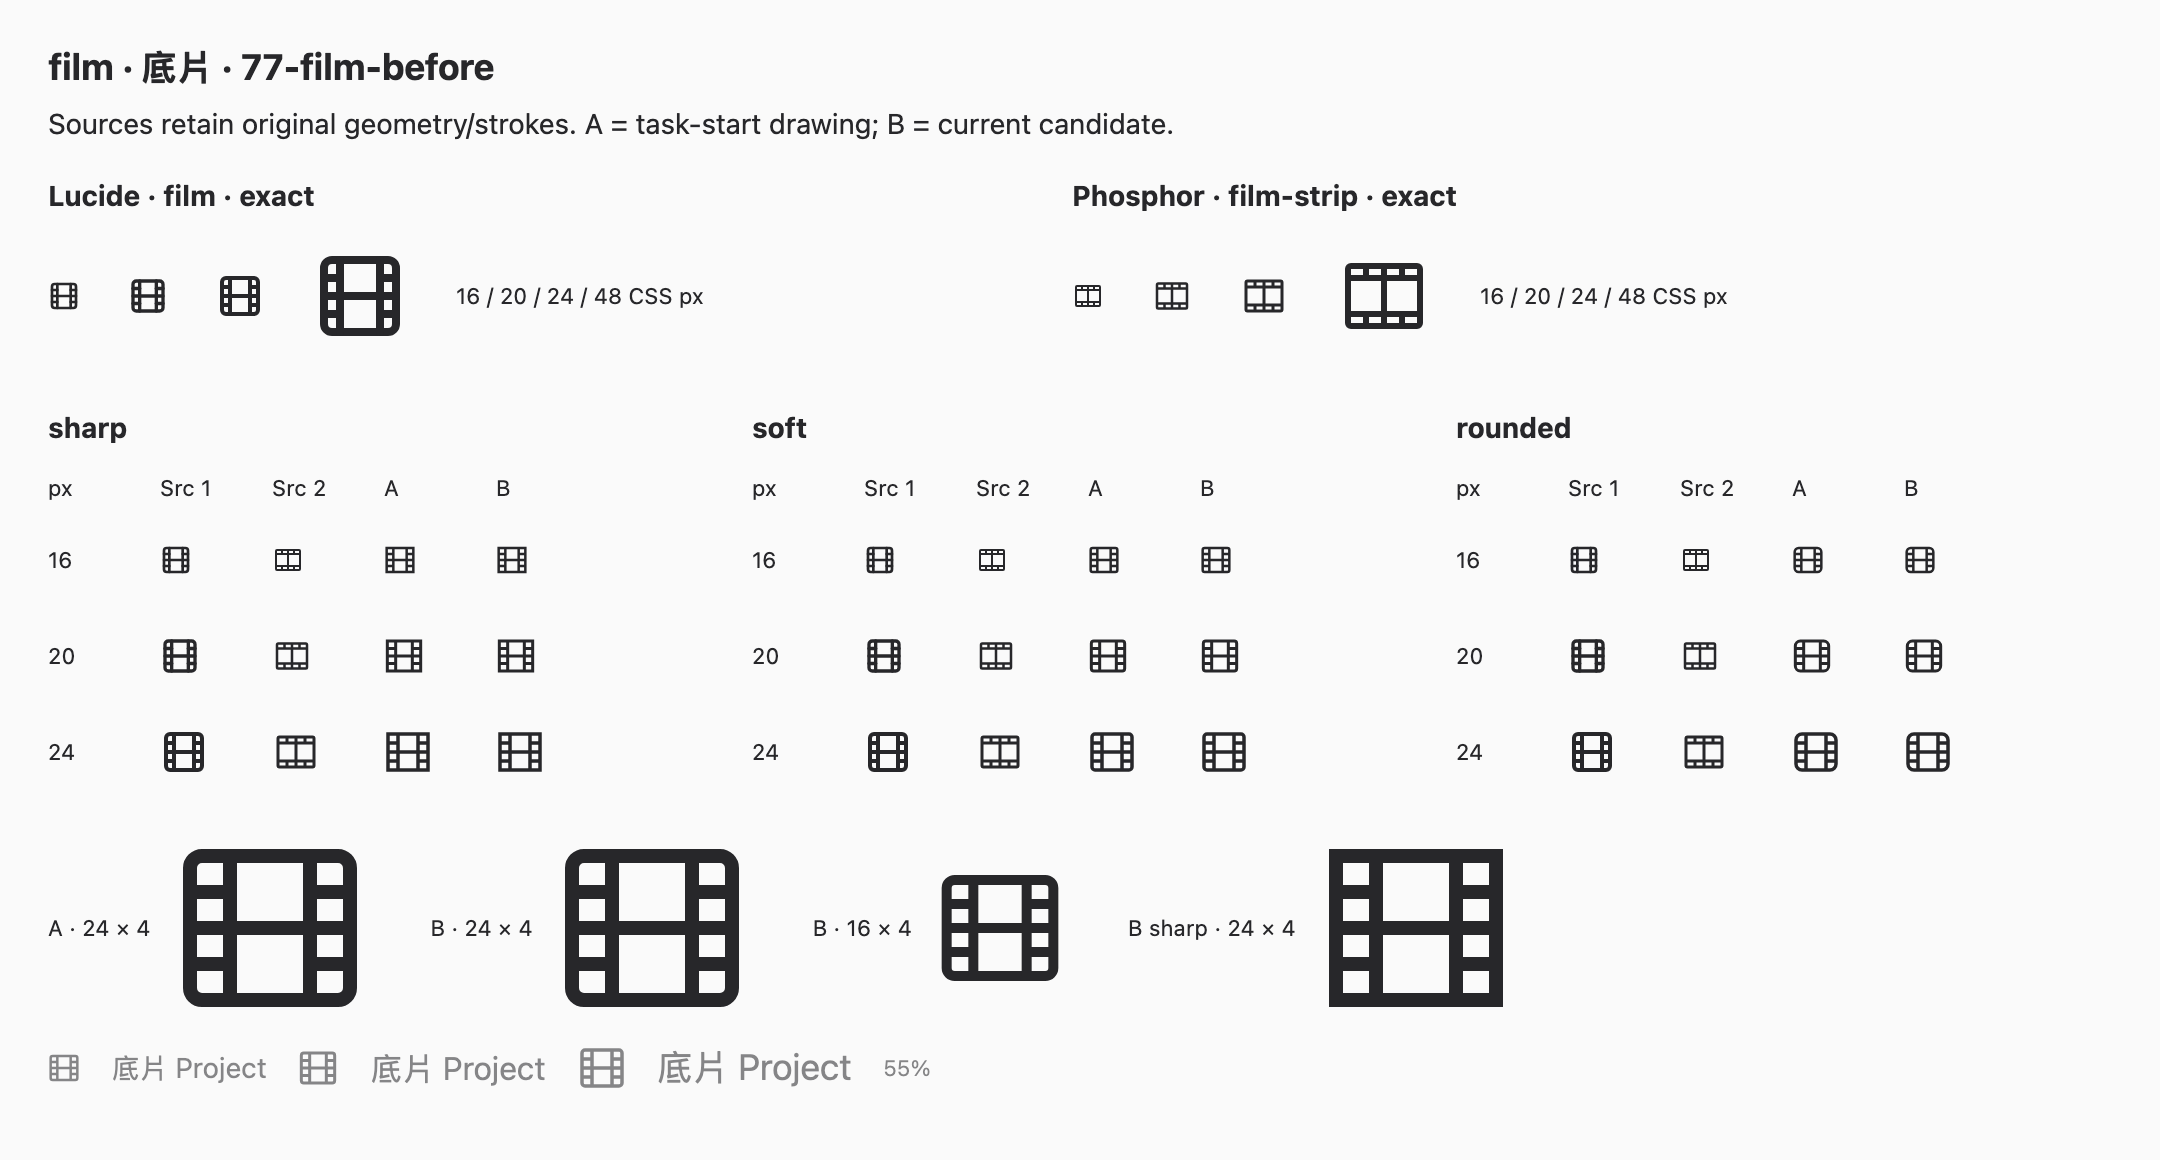 film · 底片 · 77-film-before
Sources retain original geometry/strokes. A = task-start drawing; B = current candidate.
Lucide · film · exact
Phosphor · film-strip · exact
16 / 20 / 24 / 48 CSS px
16 / 20 / 24 / 48 CSS px
sharp
soft
rounded
px Src 1 Src 2 A B
px Src 1 Src 2 A B
px Src 1 Src 2 A B
16
16
16
20
20
20
24
24
24
A · 24 × 4
B · 24 × 4
B · 16 × 4
B sharp · 24 × 4
底片 Project
底片 Project
底片 Project
55%